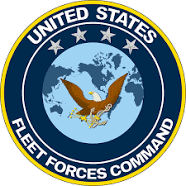 UNITED STATES
FLEET FORCES COMMAND